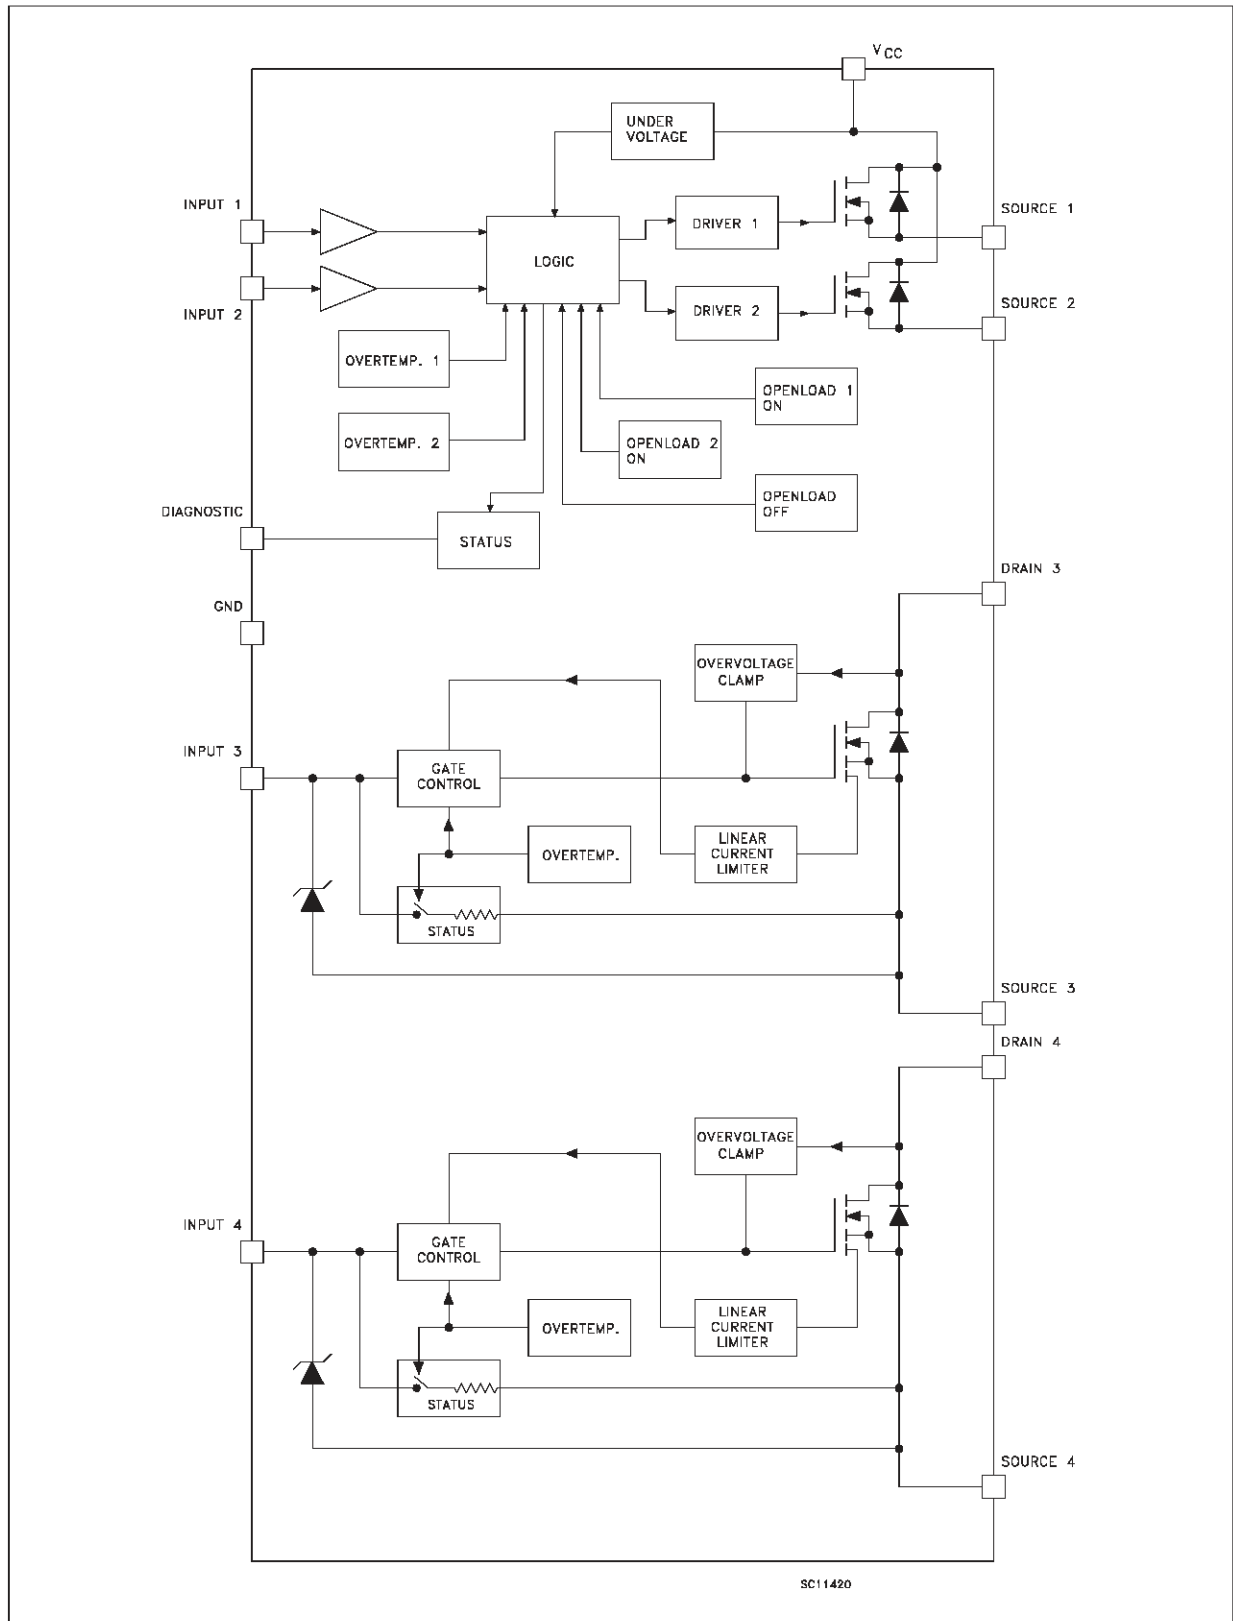 V CC
UNDER
VOLTAGE
INPUT 1
SOURCE 1
DRIVER 1
LOGIC
INPUT 2
DRIVER 2
SOURCE 2
OVERTEMP. 1
OPENLOAD 1
ON
OVERTEMP. 2
OPENLOAD 2
ON
OPENLOAD
OFF
DIAGNOSTIC
STATUS
DRAIN 3
GND
OVERVOLTAGE
CLAMP
INPUT 3
GATE
CONTROL
OVERTEMP.
LINEAR
CURRENT
LIMITER
STATUS
SOURCE 3
DRAIN 4
OVERVOLTAGE
CLAMP
INPUT 4
GATE
CONTROL
OVERTEMP.
LINEAR
CURRENT
LIMITER
STATUS
SOURCE 4
SC11420